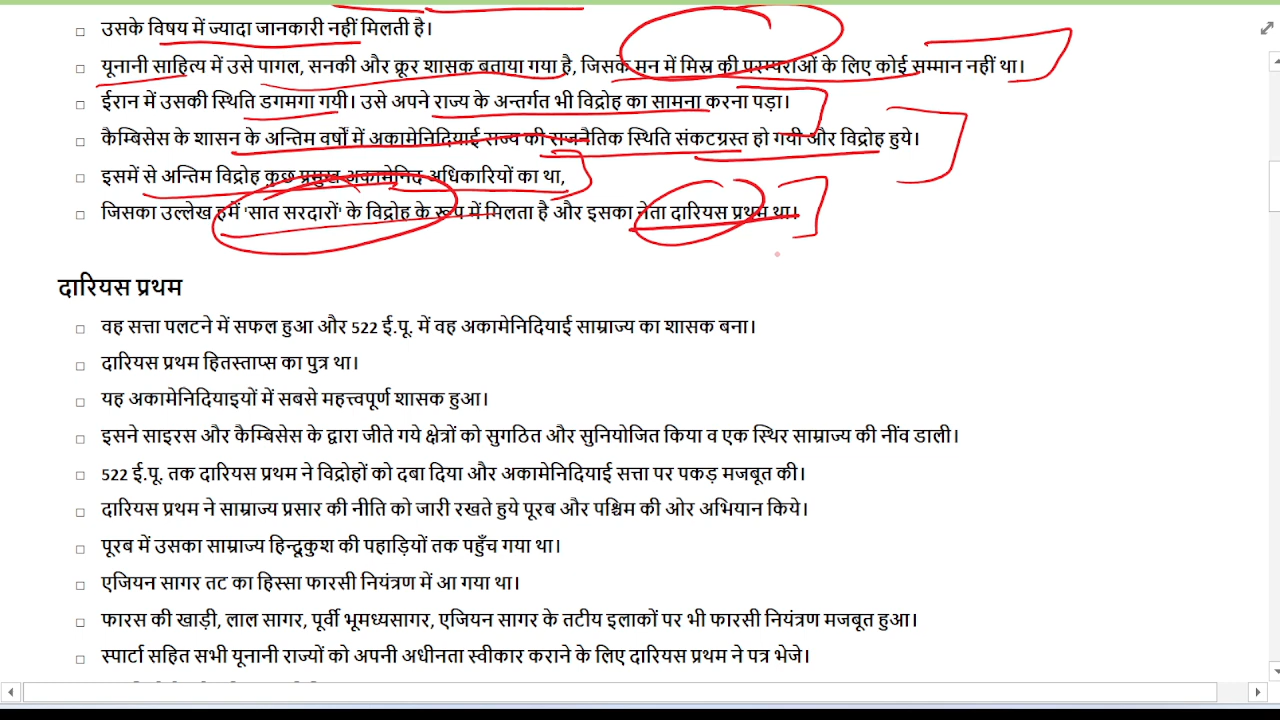 उसके विषय में ज्यादा जानकारी नहीं मिलती है।
यूनानी साहित्य में उसे पागल, सनकी और क्रूर शासक बताया गया है, जिसके मन में मिस्र की परम्पराओं के लिए कोई सम्मान नहीं था।
ईरान में उसकी स्थिति डगमगा गयी। उसे अपने राज्य के अन्तर्गत भी विद्रोह का सामना करना पड़ा।
कैम्बिसेस के शासन के अन्तिम वर्षों में अकामेनिदियाई राज्य की राजनैतिक स्थिति संकटग्रस्त हो गयी और विद्रोह हुये।
इसमें से अन्तिम विद्रोह कुछ प्रमुख अकामेनिद अधिकारियों का था,
जिसका उल्लेख हमें 'सात सरदारों' के विद्रोह के रूप में मिलता है और इसका नेता दारियस प्रथम था।
दारियस प्रथम
वह सत्ता पलटने में सफल हुआ और 522 ई.पू. में वह अकामेनिदियाई साम्राज्य का शासक बना।
दारियस प्रथम हितस्ताप्स का पुत्र था।
यह अकामेनिदियाइयों में सबसे महत्त्वपूर्ण शासक हुआ।
इसने साइरस और कैम्बिसेस के द्वारा जीते गये क्षेत्रों को सुगठित और सुनियोजित किया व एक स्थिर साम्राज्य की नींव डाली।
522 ई.पू. तक दारियस प्रथम ने विद्रोहों को दबा दिया और अकामेनिदियाई सत्ता पर पकड़ मजबूत की।
दारियस प्रथम ने साम्राज्य प्रसार की नीति को जारी रखते हुये पूरब और पश्चिम की ओर अभियान किये।
पूरब में उसका साम्राज्य हिन्दूकुश की पहाड़ियों तक पहुँच गया था।
एजियन सागर तट का हिस्सा फारसी नियंत्रण में आ गया था।
फारस की खाड़ी, लाल सागर, पूर्वी भूमध्यसागर, एजियन सागर के तटीय इलाकों पर भी फारसी नियंत्रण मजबूत हुआ।
स्पार्टा सहित सभी यूनानी राज्यों को अपनी अधीनता स्वीकार कराने के लिए दारियस प्रथम ने पत्र भेजे।